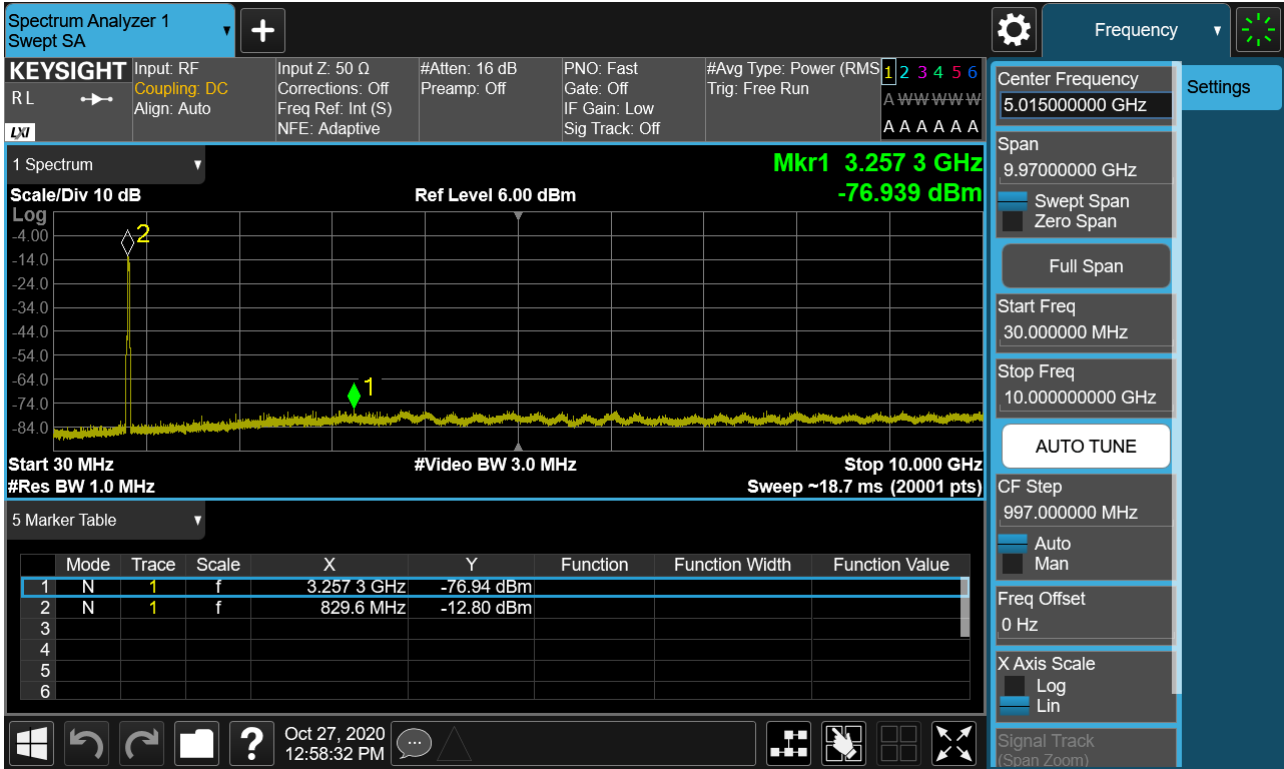 Spectrum Analyzer 1
Swept SA
+
Frequency
KEYSIGHT
R L
LXI
Input: RF
Coupling: DC
Align: Auto
Input Z: 50 Ω
Corrections: Off
Freq Ref: Int (S)
NFE: Adaptive
#Atten: 16 dB
Preamp: Off
PNO: Fast
Gate: Off
IF Gain: Low
Sig Track: Off
#Avg Type: Power (RMS
Trig: Free Run
1 2 3 4 5 6
A W W W W W
A A A A A A
1 Spectrum
Mkr1 3.257 3 GHz
-76.939 dBm
Scale/Div 10 dB
Ref Level 6.00 dBm
Log
-4.00
-14.0
-24.0
-34.0
-44.0
-54.0
-64.0
-74.0
-84.0
2
1
Start 30 MHz
#Video BW 3.0 MHz
Stop 10.000 GHz
#Res BW 1.0 MHz
Sweep ~18.7 ms (20001 pts)
5 Marker Table
Mode Trace Scale X Y Function Function Width Function Value
1 N 1 f 3.257 3 GHz -76.94 dBm
2 N 1 f 829.6 MHz -12.80 dBm
3
4
5
6
Oct 27, 2020
12:58:32 PM
?
Center Frequency
5.015000000 GHz
Settings
Span
9.97000000 GHz
Swept Span
Zero Span
Full Span
Start Freq
30.000000 MHz
Stop Freq
10.000000000 GHz
AUTO TUNE
CF Step
997.000000 MHz
Auto
Man
Freq Offset
0 Hz
X Axis Scale
Log
Lin
Signal Track
(Span Zoom)